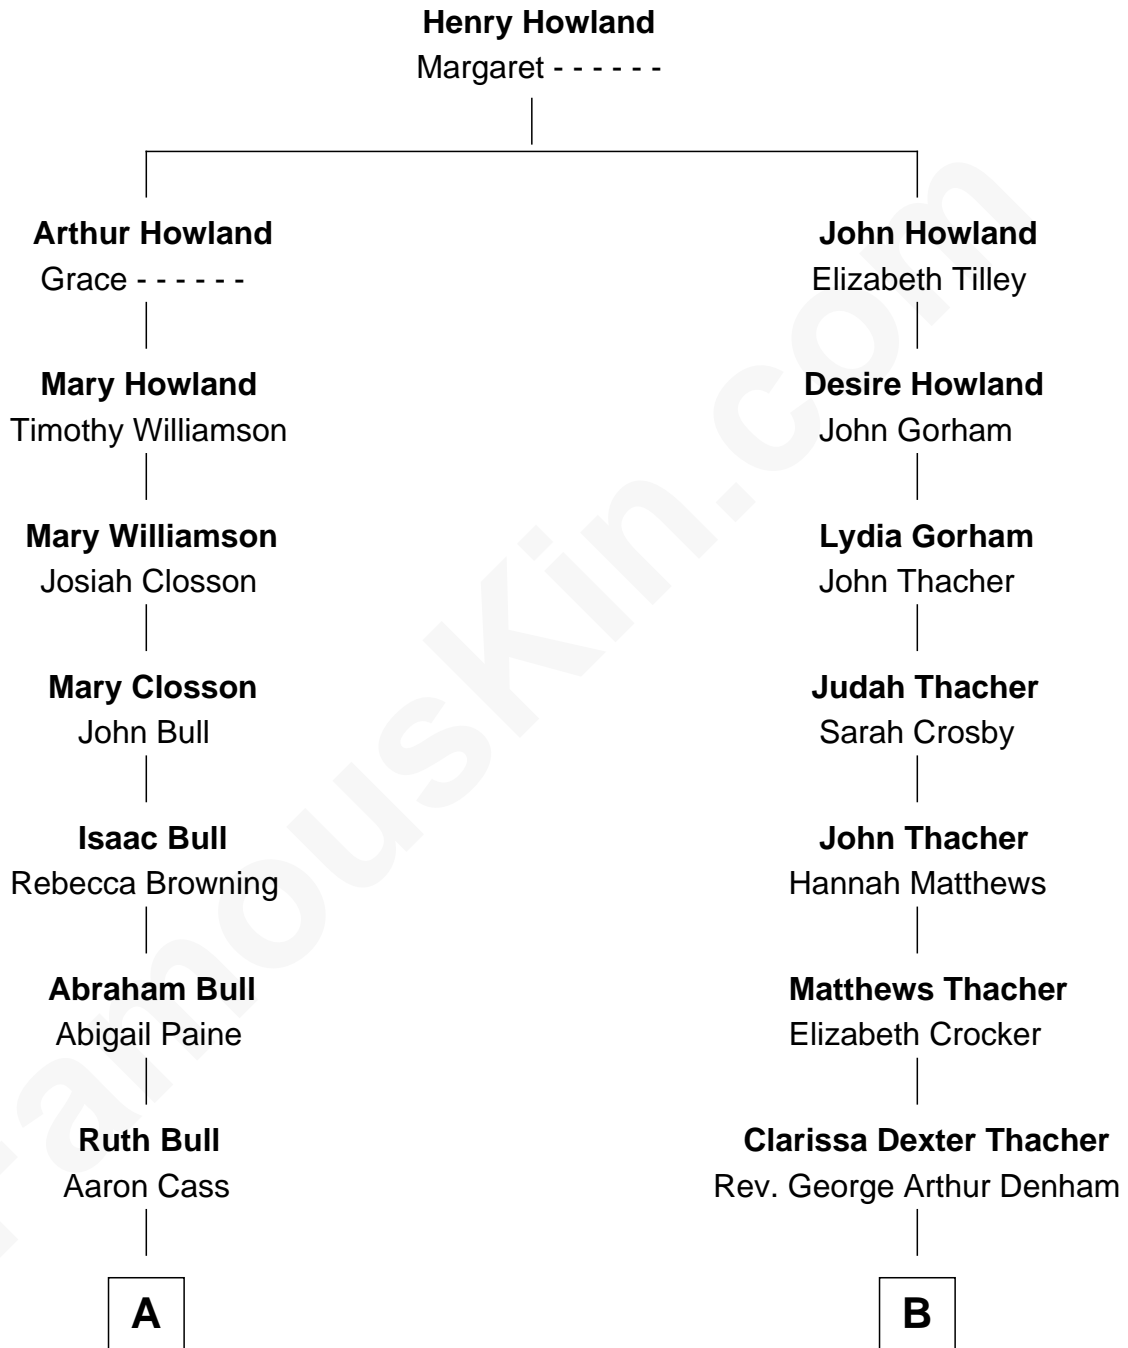 Henry Howland
Margaret - - - - - -
Arthur Howland
Grace - - - - - -
John Howland
Elizabeth Tilley
Mary Howland
Timothy Williamson
Desire Howland
John Gorham
Mary Williamson
Josiah Closson
Lydia Gorham
John Thacher
Mary Closson
John Bull
Judah Thacher
Sarah Crosby
Isaac Bull
Rebecca Browning
John Thacher
Hannah Matthews
Abraham Bull
Abigail Paine
Matthews Thacher
Elizabeth Crocker
Ruth Bull
Aaron Cass
Clarissa Dexter Thacher
Rev. George Arthur Denham
A
B
FamousKin.com